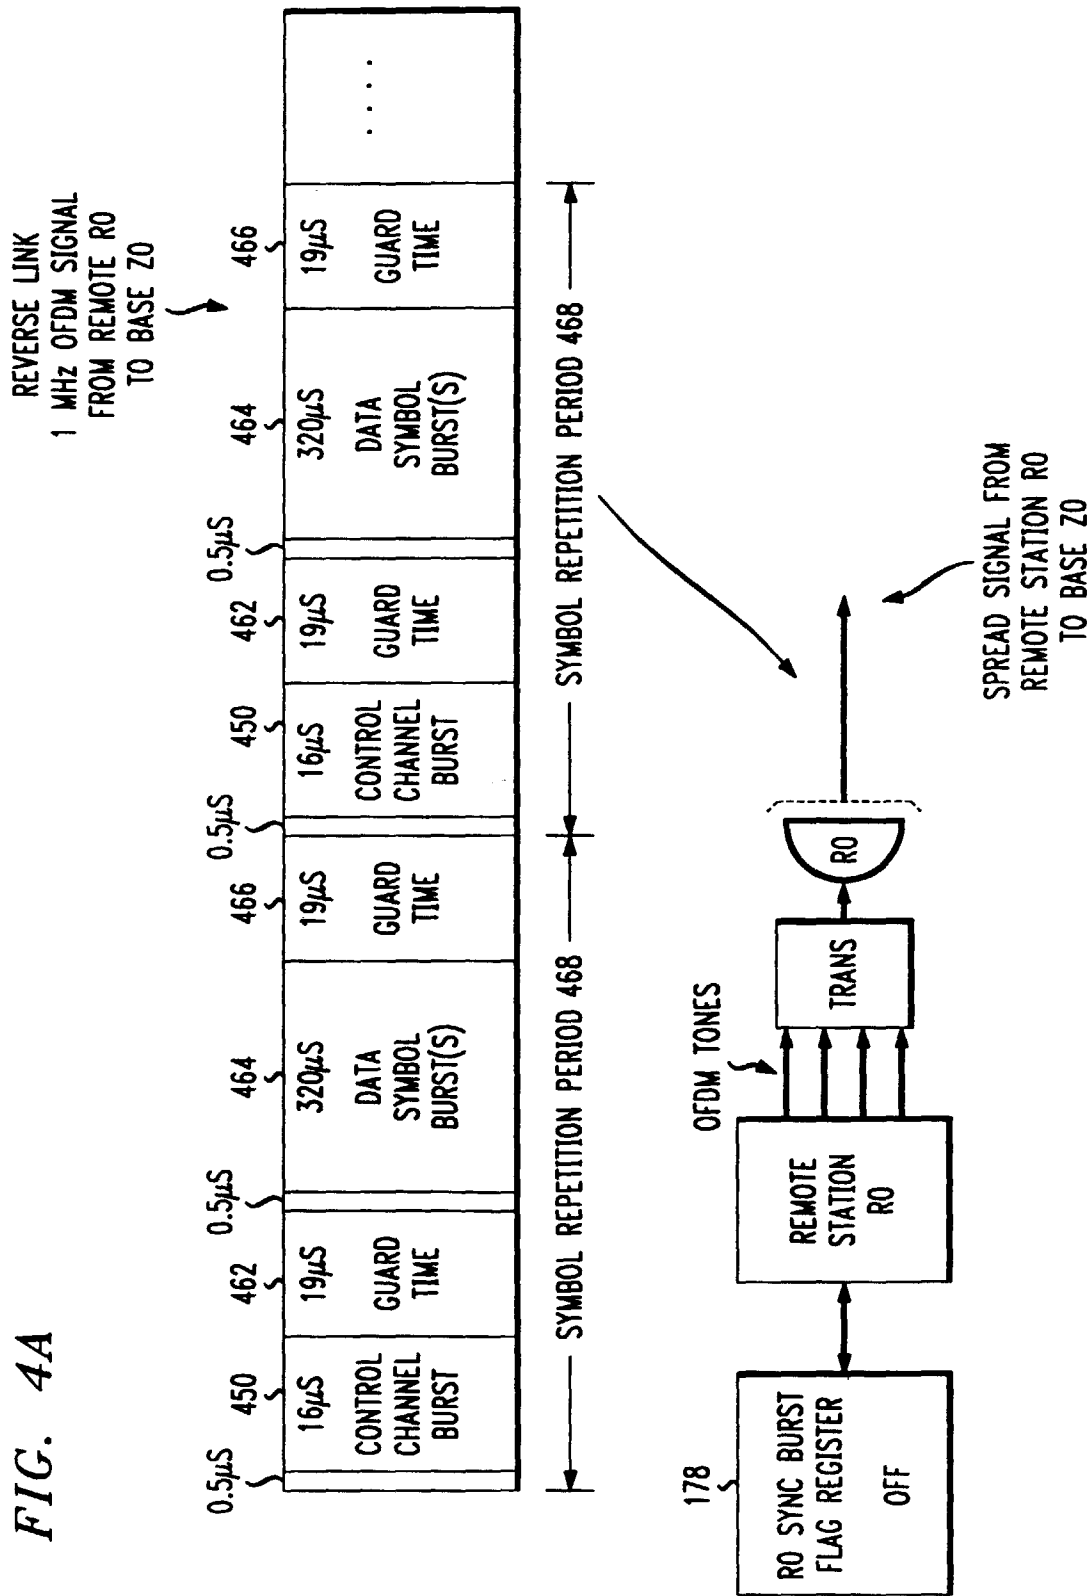 FIG. 4A
REVERSE LINK
1 MHz OFDM SIGNAL
FROM REMOTE R0
TO BASE Z0
0.5µS
450
16µS
CONTROL
CHANNEL
BURST
462
19µS
GUARD
TIME
0.5µS
464
320µS
DATA
SYMBOL
BURST(S)
466
19µS
GUARD
TIME
0.5µS
450
16µS
CONTROL
CHANNEL
BURST
462
19µS
GUARD
TIME
0.5µS
464
320µS
DATA
SYMBOL
BURST(S)
466
19µS
GUARD
TIME
. . . .
SYMBOL REPETITION PERIOD 468
SYMBOL REPETITION PERIOD 468
178
R0 SYNC BURST
FLAG REGISTER
OFF
REMOTE
STATION
R0
OFDM TONES
TRANS
R0
SPREAD SIGNAL FROM
REMOTE STATION R0
TO BASE Z0